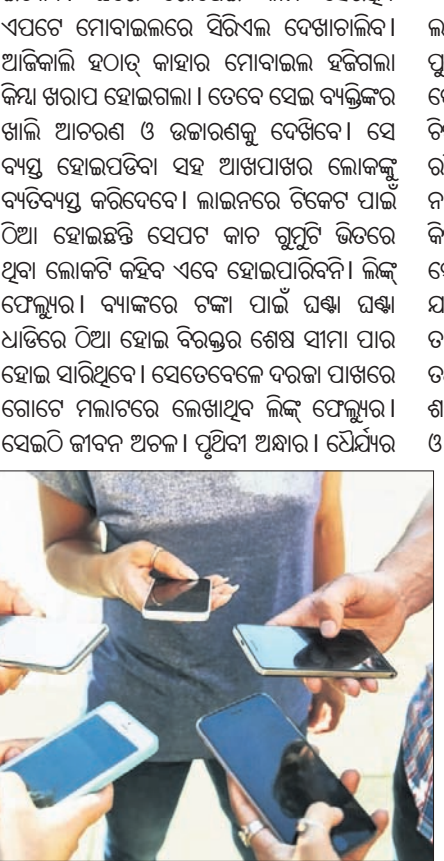 ଏପଟେ ମୋବାଇଲରେ ସିରିଏଲ ଦେଖାଚାଲିବ।
ଆଜିକାଲି ହଠାତ୍ କାହାର ମୋବାଇଲ ହଜିଗଲା
କିମ୍ବା ଖରାପ ହୋଇଗଲା। ତେବେ ସେଇ ବ୍ୟକ୍ତିଙ୍କର
ଖାଲି ଆଚରଣ ଓ ଉଚ୍ଚାରଣକୁ ଦେଖିବେ। ସେ
ବ୍ୟସ୍ତ ହୋଇପଡିବା ସହ ଆଖପାଖର ଲୋକଙ୍କୁ
ବ୍ୟତିବ୍ୟସ୍ତ କରିଦେବେ। ଲାଇନରେ ଟିକେଟ ପାଇଁ
ଠିଆ ହୋଇଛନ୍ତି ସେପଟ କାଚ ଗୁମୁଟି ଭିତରେ
ଥିବା ଲୋକଟି କହିବ ଏବେ ହୋଇପାରିବନି। ଲିଙ୍କ୍
ଫେଲ୍ୟୁର। ବ୍ୟାଙ୍କରେ ଟଙ୍କା ପାଇଁ ଘଣ୍ଟା ଘଣ୍ଟା
ଧାଡିରେ ଠିଆ ହୋଇ ବିରକ୍ତର ଶେଷ ସୀମା ପାର
ହୋଇ ସାରିଥିବେ। ସେତେବେଳେ ଦରଜା ପାଖରେ
ଗୋଟେ ମଲାଟରେ ଲେଖାଥିବ ଲିଙ୍କ୍ ଫେଲ୍ୟୁର।
ସେଇଠି ଜୀବନ ଅଚଳ। ପୃଥିବୀ ଅନ୍ଧାର। ଧୈର୍ଯ୍ୟର